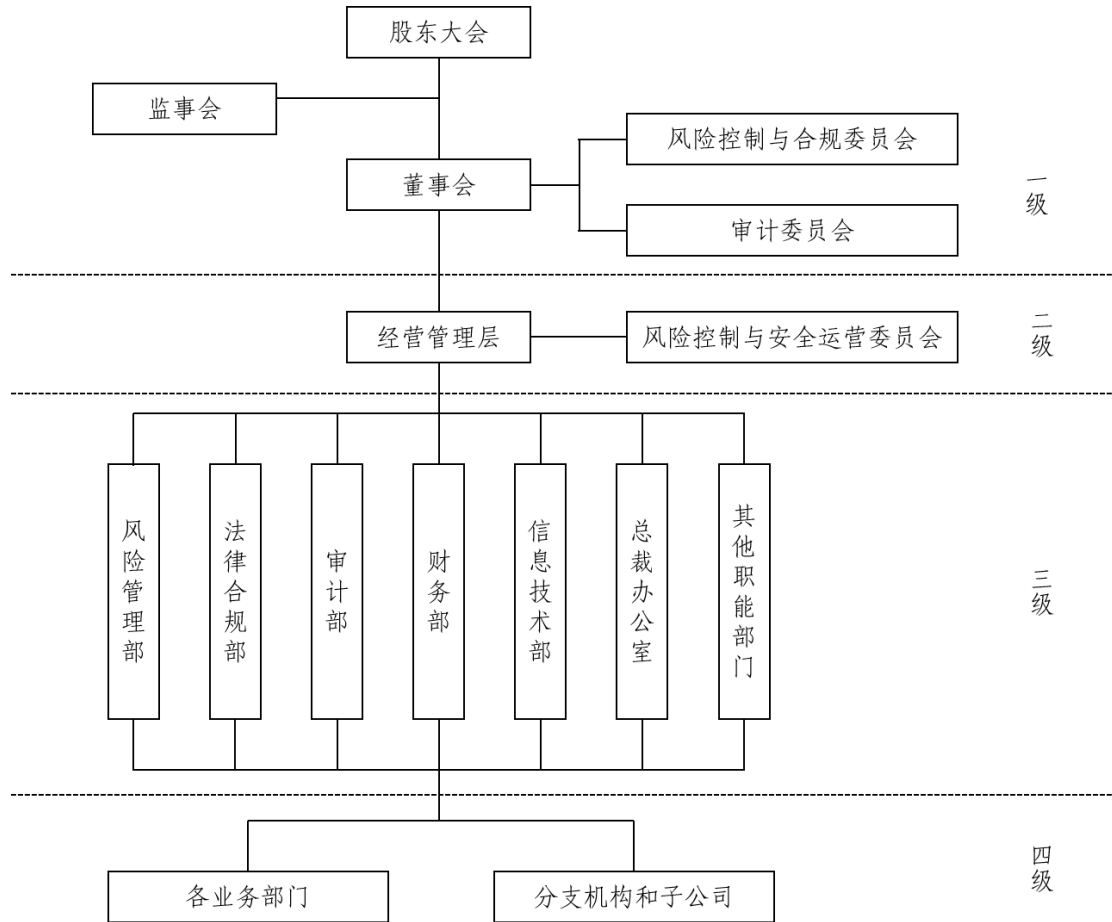 股东大会
监事会
风险控制与合规委员会
董事会
一级
审计委员会
经营管理层
风险控制与安全运营委员会
二级
风险管理部
法律合规部
审计部
财务部
信息技术部
总裁办公室
其他职能部门
三级
各业务部门
分支机构和子公司
四级